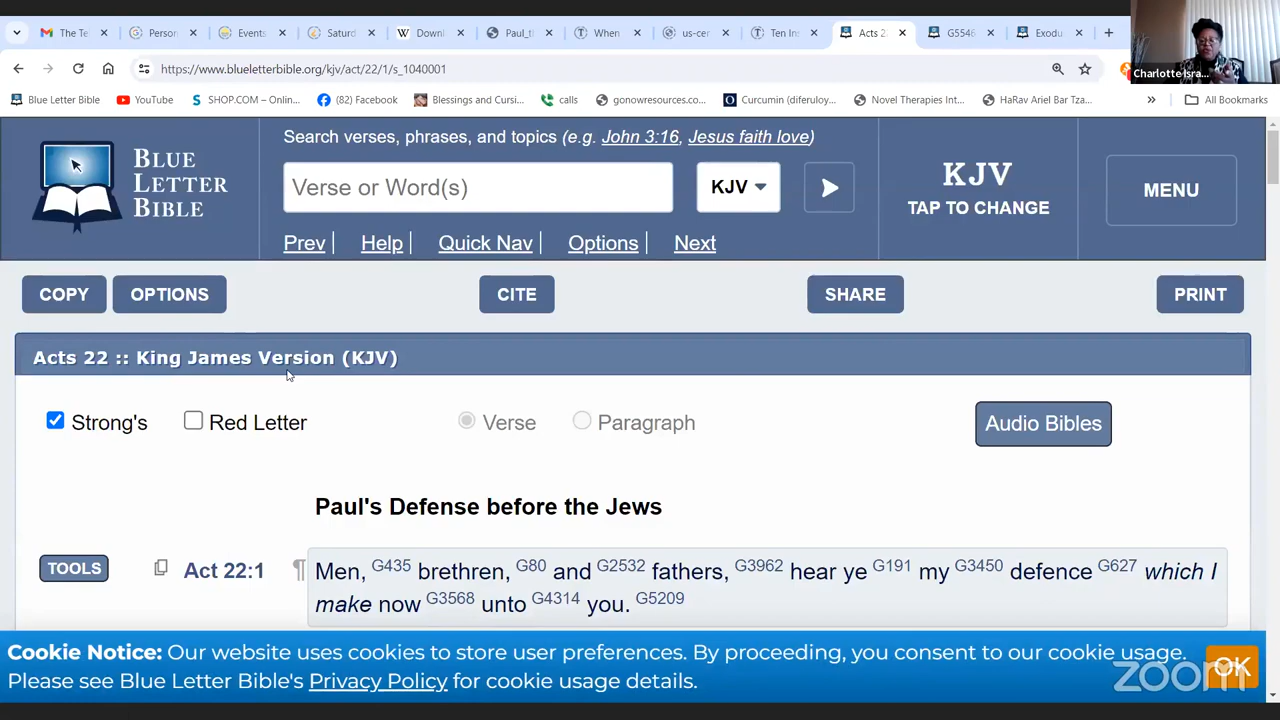 The Te
Person
Events
Saturd
Downl
Paul_t
When
us-cer
Ten In
Acts 2
G5546
Exodu
https://www.blueletterbible.org/kjv/act/22/1/s_1040001
Blue Letter Bible
YouTube
SHOP.COM – Onlin...
(82) Facebook
Blessings and Cursi...
calls
gonowresources.co...
Curcumin (diferuloy...
Novel Therapies Int...
HaRav Ariel Bar Tza...
All Bookmarks
Charlotte Isra...
BLUE
LETTER
BIBLE
Search verses, phrases, and topics (e.g. John 3:16, Jesus faith love)
Verse or Word(s)
KJV
Prev| Help| Quick Nav| Options| Next
KJV
TAP TO CHANGE
MENU
COPY OPTIONS CITE SHARE PRINT
Acts 22 :: King James Version (KJV)
Strong's Red Letter Verse Paragraph Audio Bibles
Paul's Defense before the Jews
TOOLS Act 22:1 ¶ Men, G435 brethren, G80 and G2532 fathers, G3962 hear ye G191 my G3450 defence G627 which I
make now G3568 unto G4314 you. G5209
Cookie Notice: Our website uses cookies to store user preferences. By proceeding, you consent to our cookie usage.
Please see Blue Letter Bible's Privacy Policy for cookie usage details.
OK
zoom